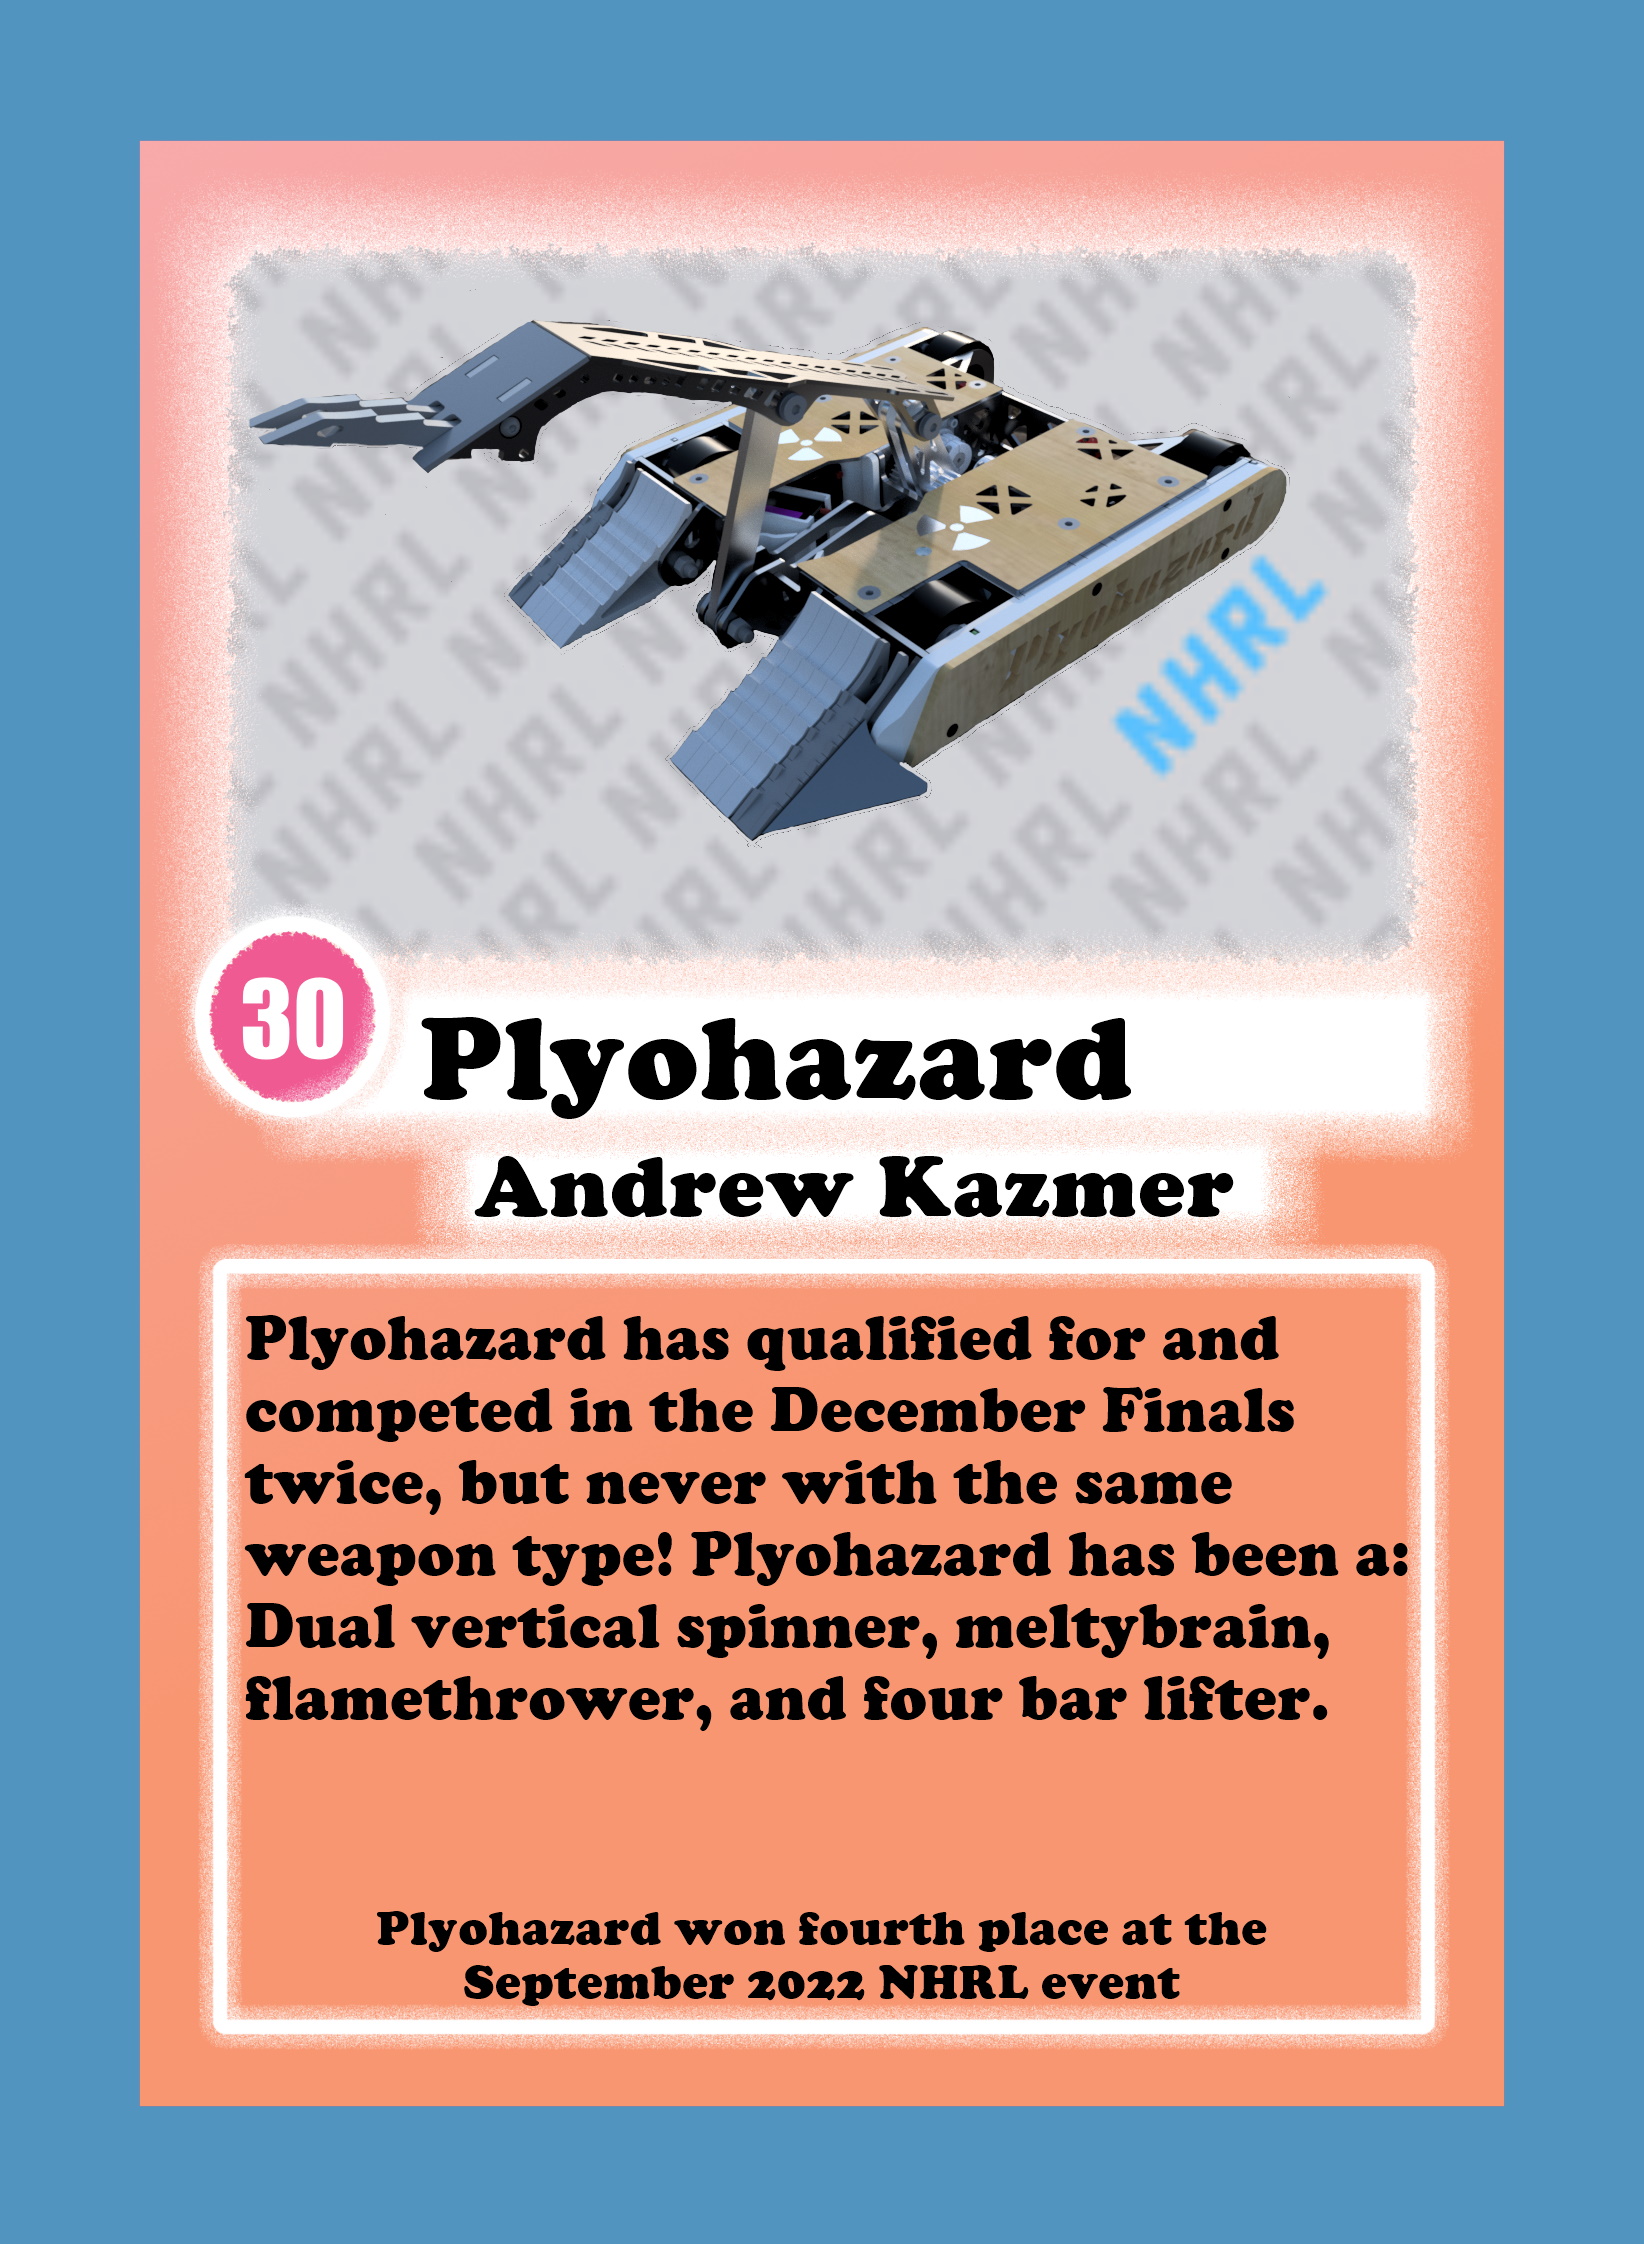 Plyohazard
NHRL
30
Plyohazard
Andrew Kazmer
Plyohazard has qualified for and
competed in the December Finals
twice, but never with the same
weapon type! Plyohazard has been a:
Dual vertical spinner, meltybrain,
flamethrower, and four bar lifter.
Plyohazard won fourth place at the
September 2022 NHRL event